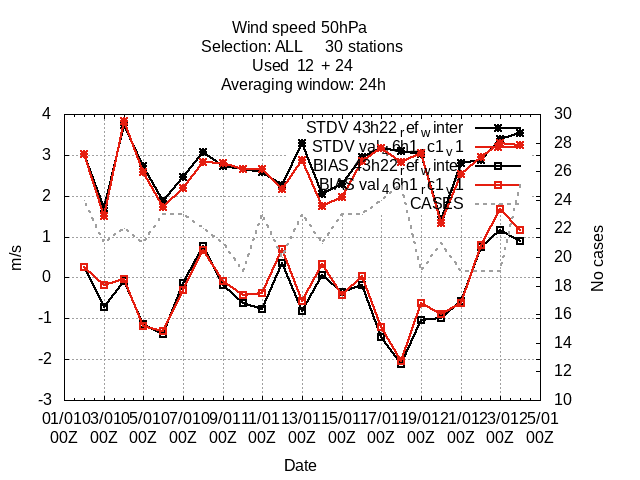 Wind speed 50hPa
Selection: ALL 30 stations
Used 12 + 24
Averaging window: 24h
STDV 43h22_ref_winter
STDV val_46h1_c1_v1
BIAS 43h22_ref_winter
BIAS val_46h1_c1_v1
CASES
4
3
2
1
0
-1
-2
-3
30
28
26
24
22
20
18
16
14
12
10
m/s
No cases
01/01 03/01 05/01 07/01 09/01 11/01 13/01 15/01 17/01 19/01 21/01 23/01 25/01
00Z 00Z 00Z 00Z 00Z 00Z 00Z 00Z 00Z 00Z 00Z 00Z 00Z
Date